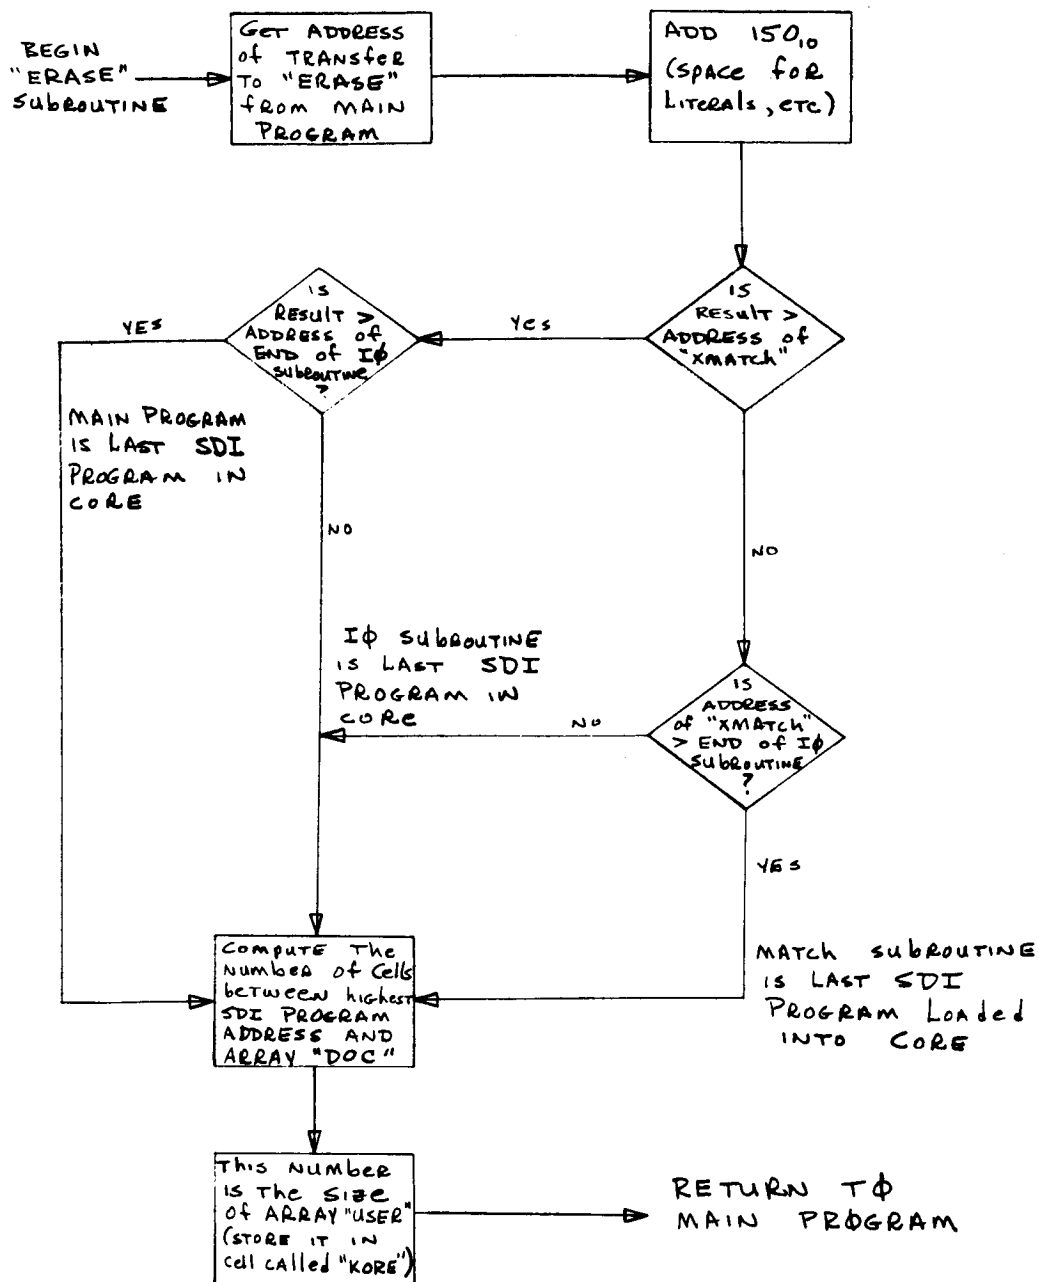 BEGIN
"ERASE"
SUBROUTINE
GET ADDRESS
of TRANSfER
To "ERASE"
from MAIN
PROGRAM
ADD 150₁₀
(SPACE for
LITERALS, ETC)
IS
RESULT >
ADDRESS of
"XMATCh"
YES
IS
RESULT >
ADDRESS of
END of IØ
SUBROUTINE
?
YES
MAIN PROGRAM
IS LAST SDI
PROGRAM IN
CORE
NO
NO
IØ SUBROUTINE
IS LAST SDI
PROGRAM IN
CORE
NO
IS
ADDRESS
of "XMATCh"
> END of IØ
SUBROUTINE
?
YES
MATCH SUBROUTINE
IS LAST SDI
PROGRAM LOADED
INTO CORE
COMPUTE The
NUMBER of Cells
beTWEEN highEST
SDI PROGRAM
ADDRESS AND
ARRAY "DOC"
This NUMBER
IS The SIZE
of ARRAY "USER"
(STORE IT IN
Cell CALLED "KORE")
RETURN TØ
MAIN PRØGRAM